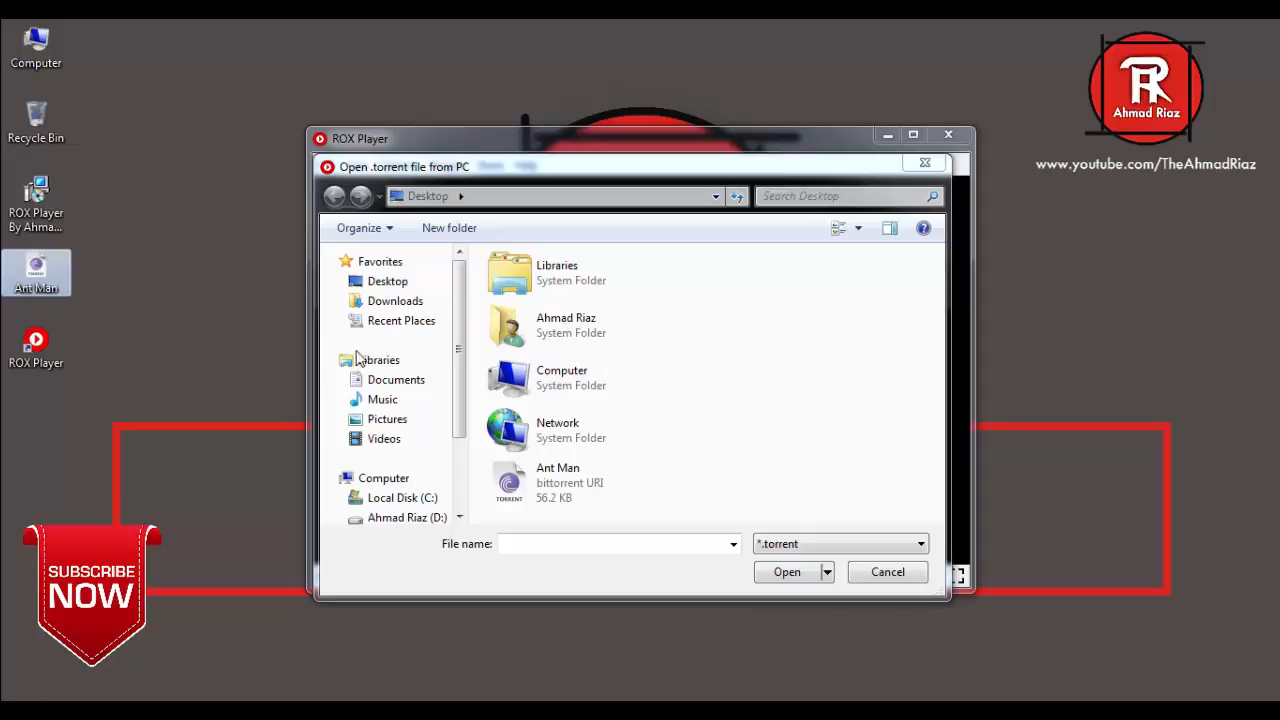 Computer
Recycle Bin
ROX Player
By Ahma...
Ant Man
ROX Player
SUBSCRIBE
NOW
R
Ahmad Riaz
www.youtube.com/TheAhmadRiaz
ROX Player
Open .torrent file from PC
Desktop
Search Desktop
Organize
New folder
Favorites
Desktop
Downloads
Recent Places
Libraries
Documents
Music
Pictures
Videos
Computer
Local Disk (C:)
Ahmad Riaz (D:)
Libraries
System Folder
Ahmad Riaz
System Folder
Computer
System Folder
Network
System Folder
TORRENT
Ant Man
bittorrent URI
56.2 KB
File name:
*.torrent
Open
Cancel